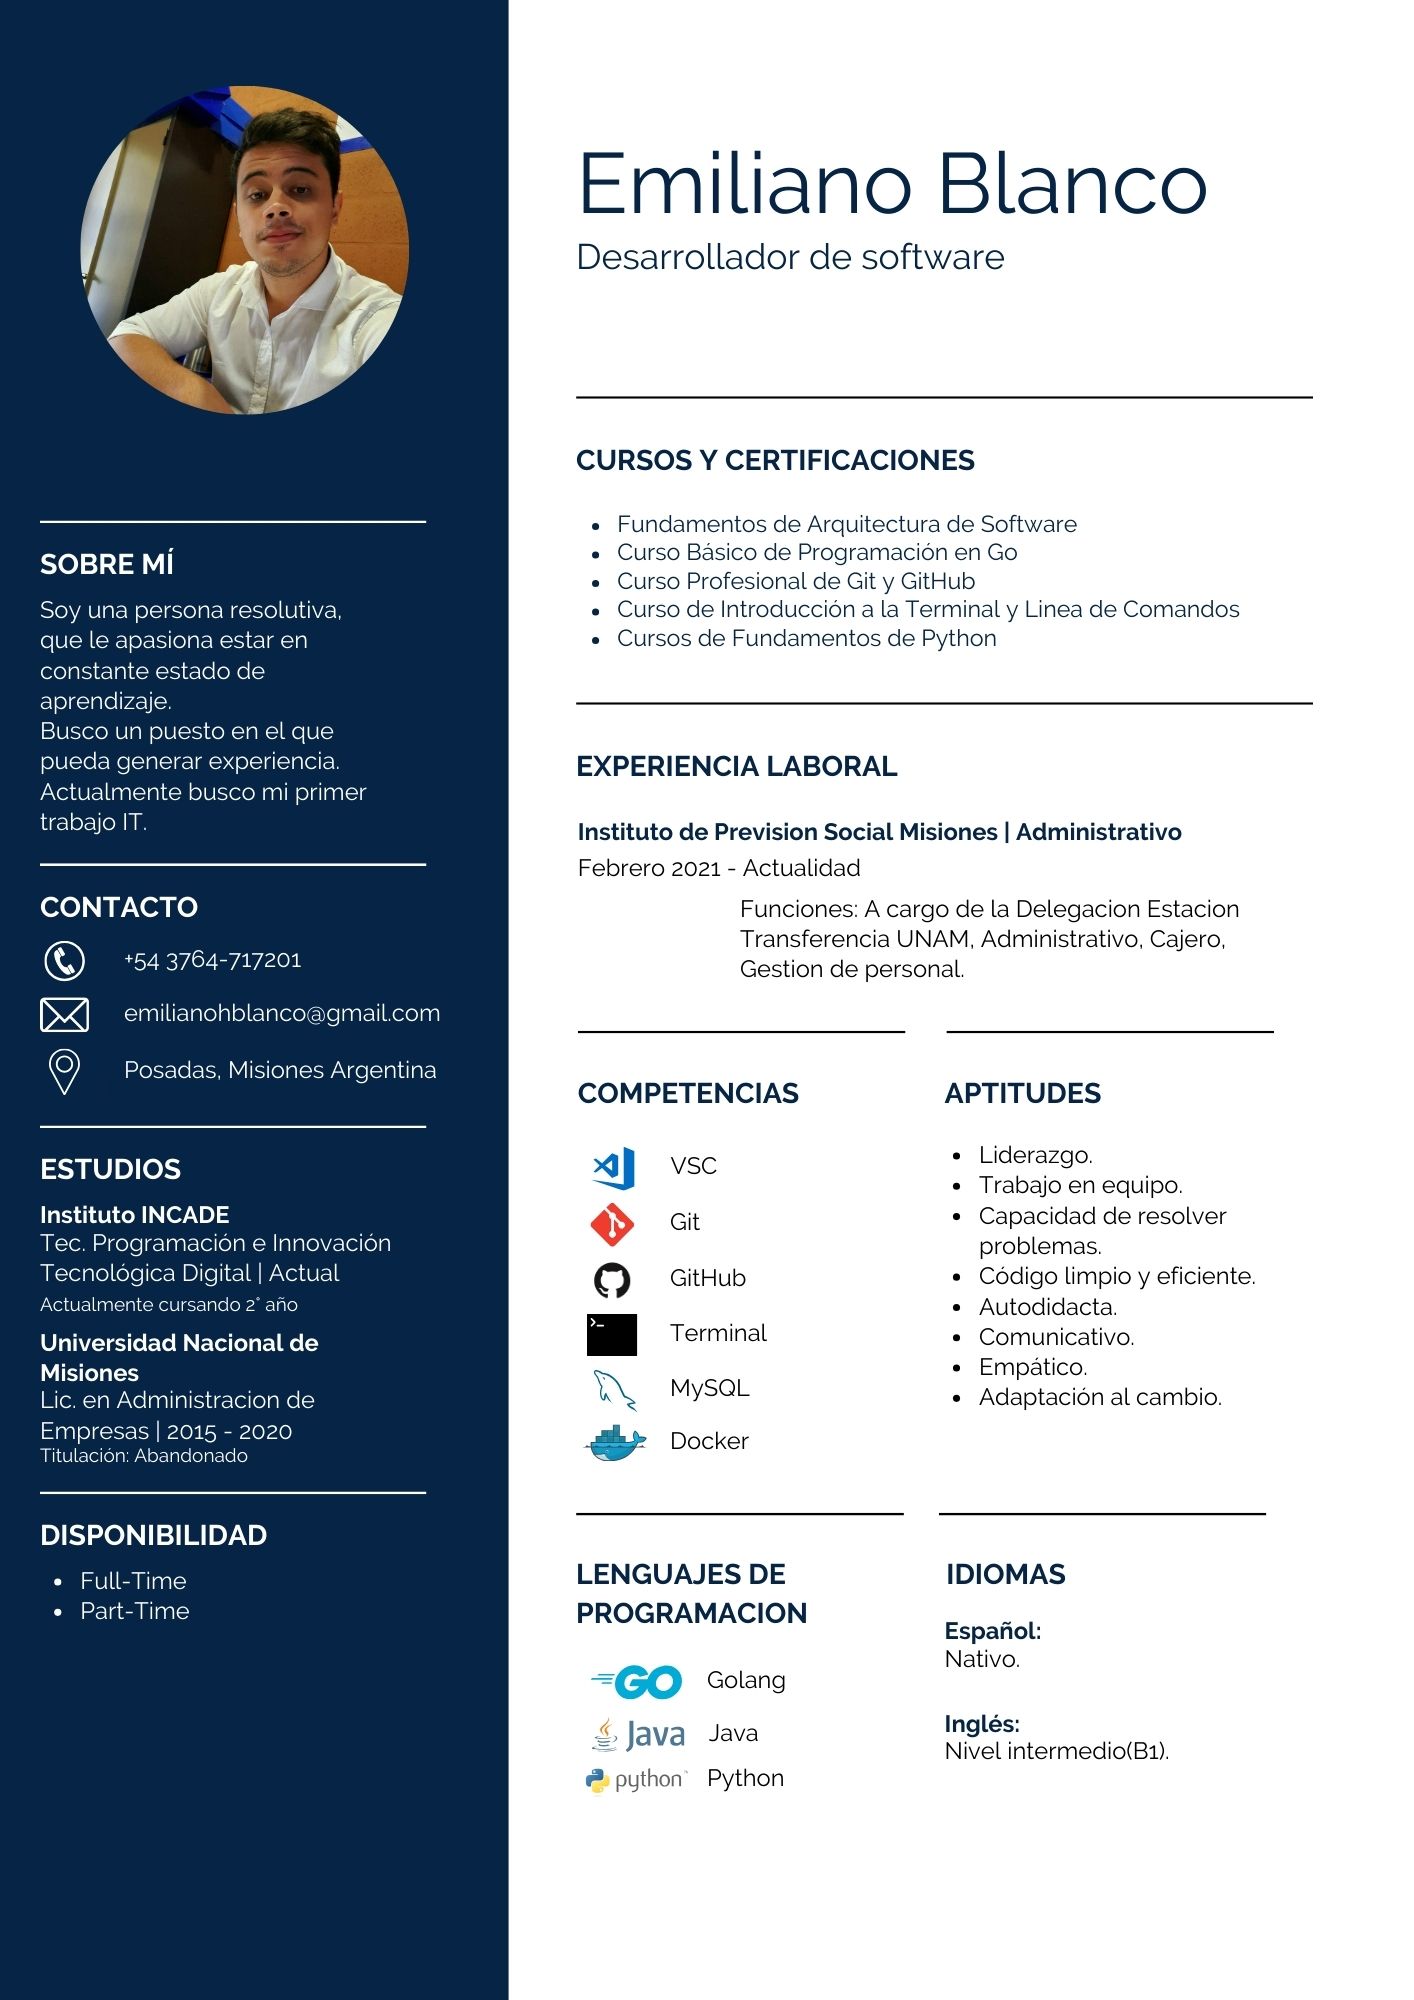 Emiliano Blanco
Desarrollador de software
SOBRE MÍ
Soy una persona resolutiva,
que le apasiona estar en
constante estado de
aprendizaje.
Busco un puesto en el que
pueda generar experiencia.
Actualmente busco mi primer
trabajo IT.
CONTACTO
+54 3764-717201
emilianohblanco@gmail.com
Posadas, Misiones Argentina
ESTUDIOS
Instituto INCADE
Tec. Programación e Innovación
Tecnológica Digital | Actual
Actualmente cursando 2° año
Universidad Nacional de
Misiones
Lic. en Administracion de
Empresas | 2015 - 2020
Titulación: Abandonado
DISPONIBILIDAD
• Full-Time
• Part-Time
CURSOS Y CERTIFICACIONES
• Fundamentos de Arquitectura de Software
• Curso Básico de Programación en Go
• Curso Profesional de Git y GitHub
• Curso de Introducción a la Terminal y Linea de Comandos
• Cursos de Fundamentos de Python
EXPERIENCIA LABORAL
Instituto de Prevision Social Misiones | Administrativo
Febrero 2021 - Actualidad
Funciones: A cargo de la Delegacion Estacion
Transferencia UNAM, Administrativo, Cajero,
Gestion de personal.
COMPETENCIAS
VSC
Git
GitHub
>_ Terminal
MySQL
Docker
APTITUDES
• Liderazgo.
• Trabajo en equipo.
• Capacidad de resolver
problemas.
• Código limpio y eficiente.
• Autodidacta.
• Comunicativo.
• Empático.
• Adaptación al cambio.
LENGUAJES DE
PROGRAMACION
GO Golang
Java Java
python™ Python
IDIOMAS
Español:
Nativo.
Inglés:
Nivel intermedio(B1).